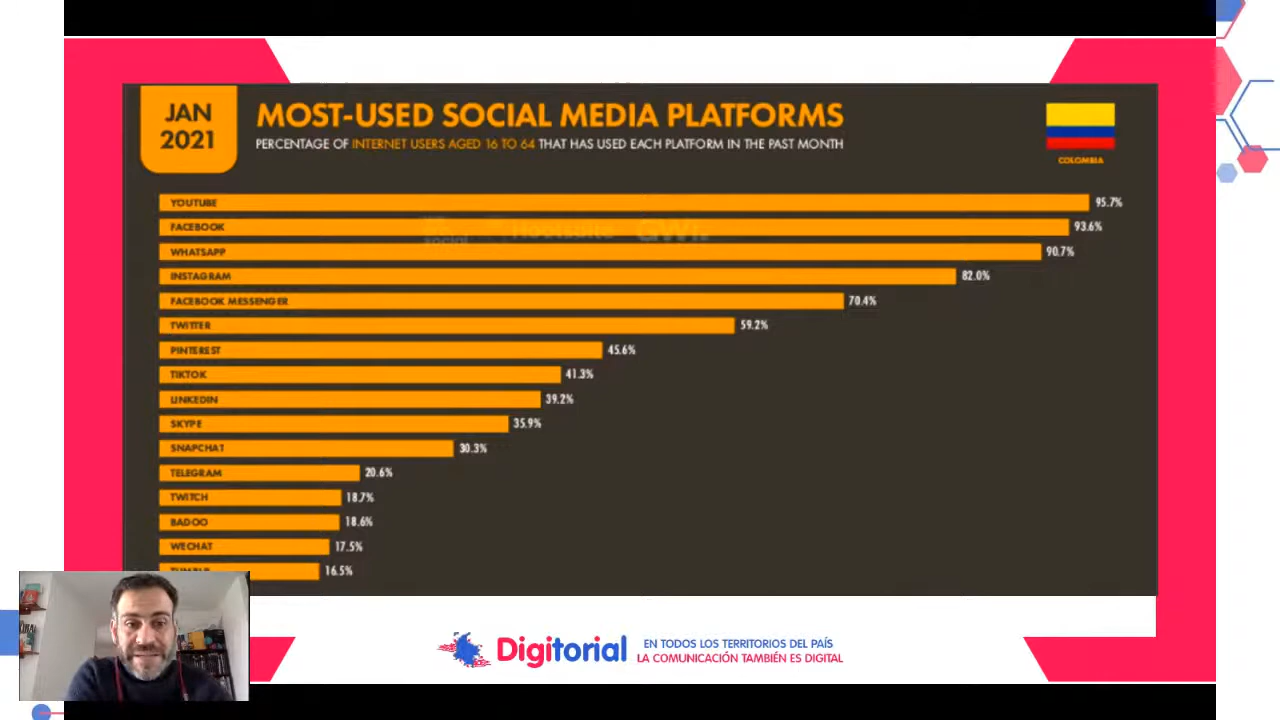 JAN
2021
MOST-USED SOCIAL MEDIA PLATFORMS
PERCENTAGE OF INTERNET USERS AGED 16 TO 64 THAT HAS USED EACH PLATFORM IN THE PAST MONTH
COLOMBIA
YOUTUBE 95.7%
FACEBOOK 93.6%
social Hootsuite GWI.
WHATSAPP 90.7%
INSTAGRAM 82.0%
FACEBOOK MESSENGER 70.4%
TWITTER 59.2%
PINTEREST 45.6%
TIKTOK 41.3%
LINKEDIN 39.2%
SKYPE 35.9%
SNAPCHAT 30.3%
TELEGRAM 20.6%
TWITCH 18.7%
BADOO 18.6%
WECHAT 17.5%
TUMBLR 16.5%
Digitorial
EN TODOS LOS TERRITORIOS DEL PAÍS
LA COMUNICACIÓN TAMBIÉN ES DIGITAL